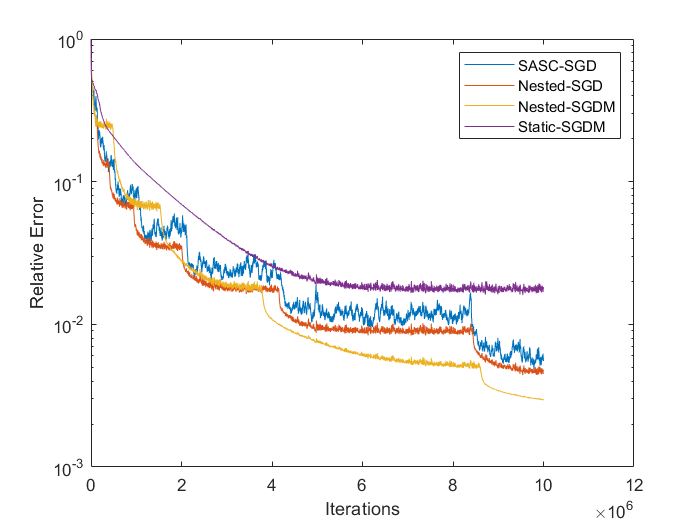 10^0
10^-1
10^-2
10^-3
Relative Error
SASC-SGD
Nested-SGD
Nested-SGDM
Static-SGDM
0 2 4 6 8 10 12
Iterations
×10^6